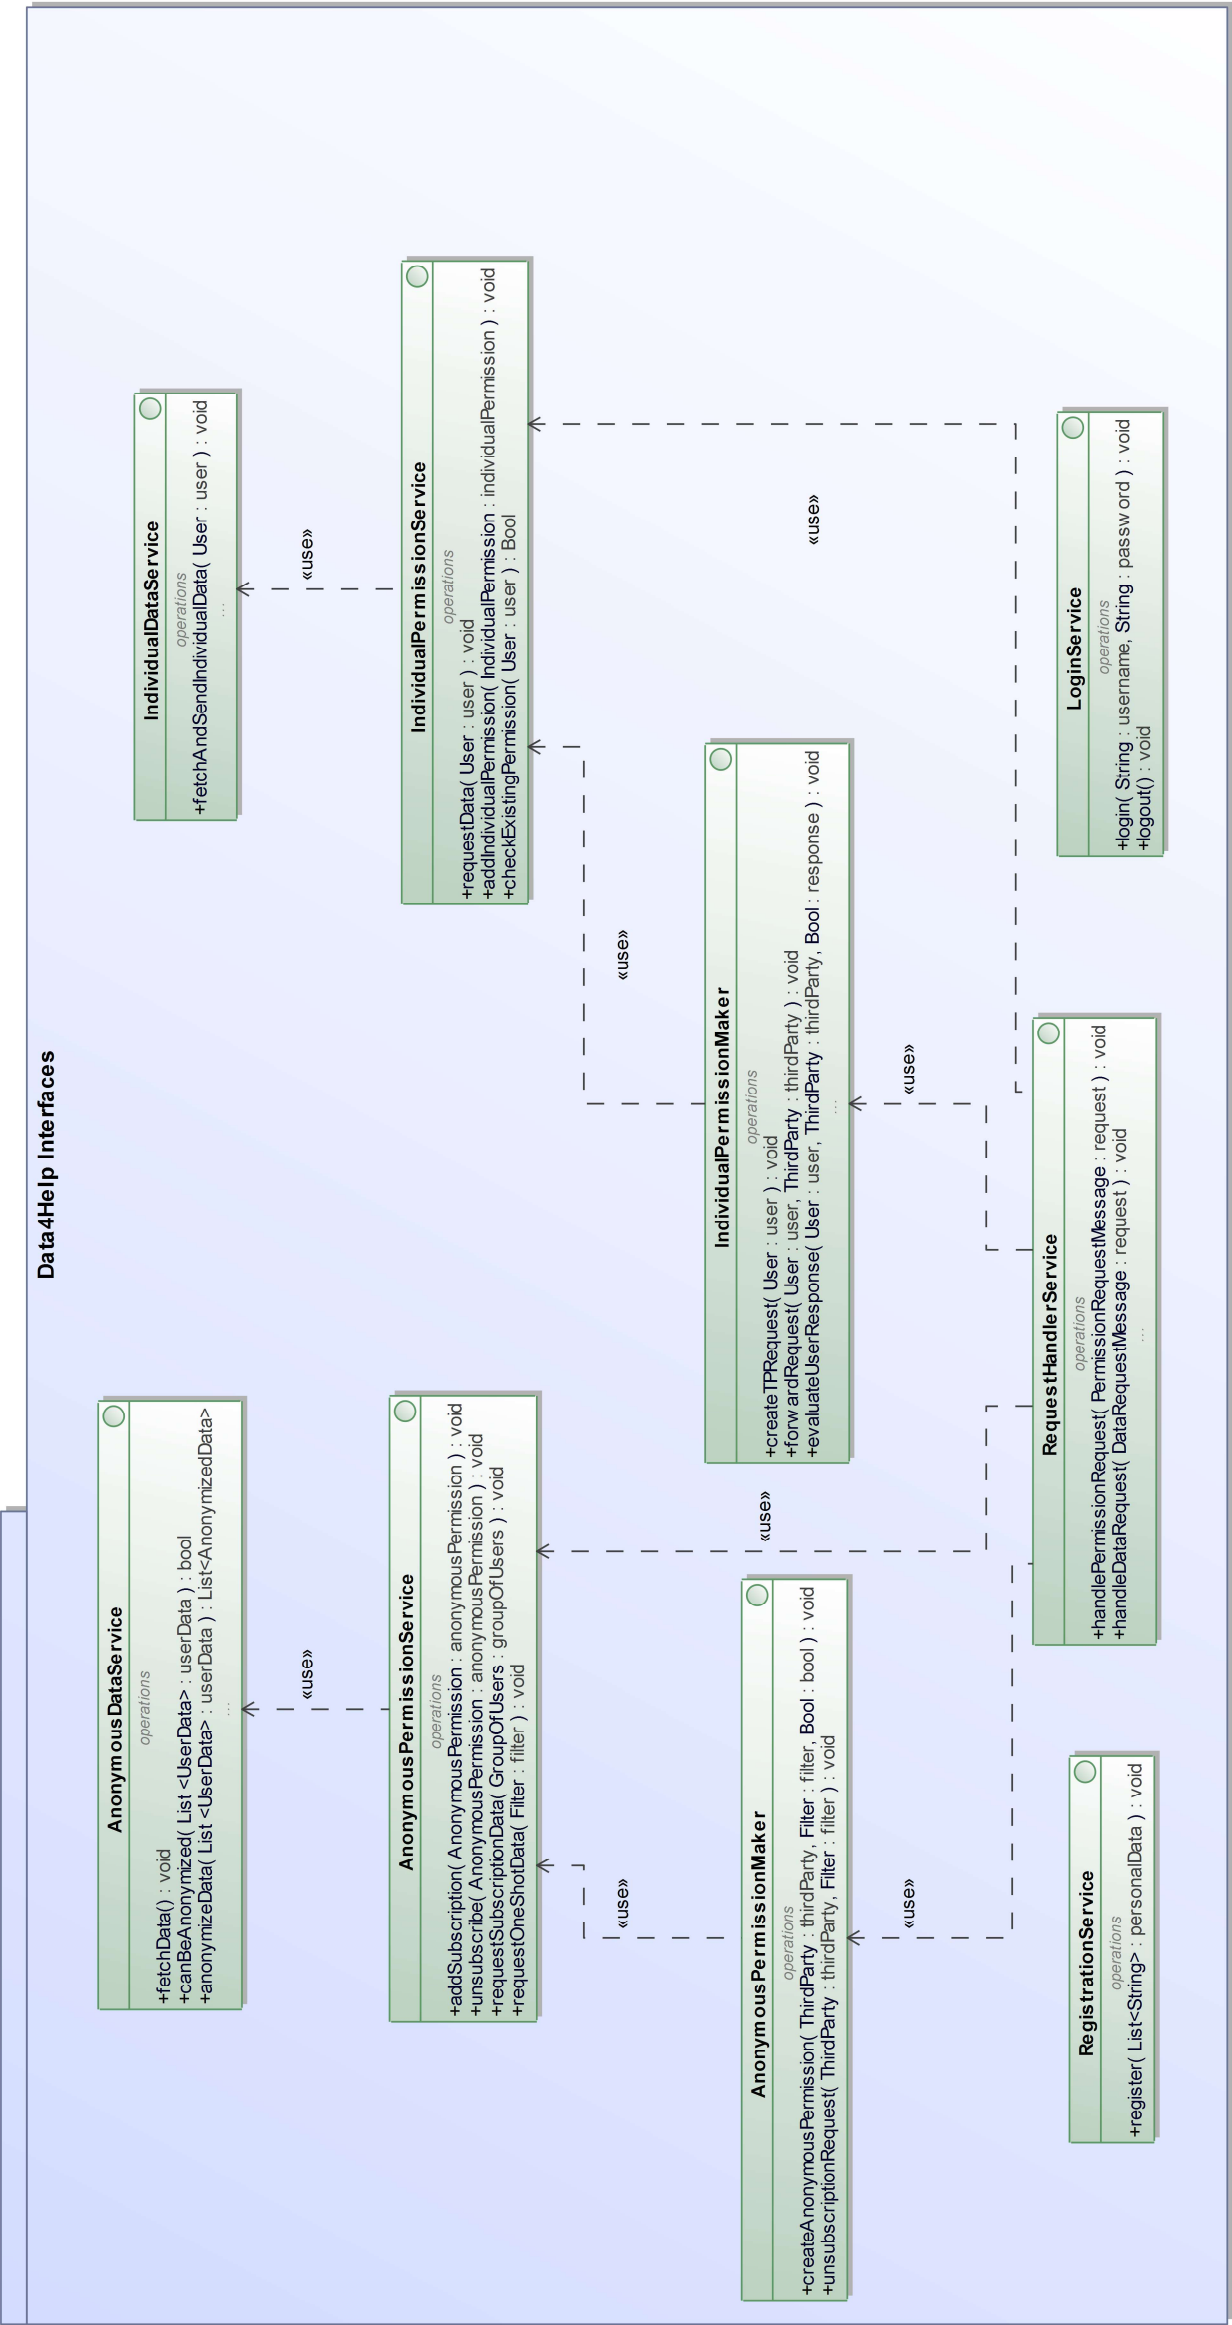 Data4Help Interfaces
AnonymousDataService
operations
+fetchData() : void
+canBeAnonymized( List <UserData> : userData ) : bool
+anonymizeData( List <UserData> : userData ) : List<AnonymizedData>
...
IndividualDataService
operations
+fetchAndSendIndividualData( User : user ) : void
...
«use»
«use»
AnonymousPermissionService
operations
+addSubscription( AnonymousPermission : anonymousPermission ) : void
+unsubscribe( AnonymousPermission : anonymousPermission ) : void
+requestSubscriptionData( GroupOfUsers : groupOfUsers ) : void
+requestOneShotData( Filter : filter ) : void
IndividualPermissionService
operations
+requestData( User : user ) : void
+addIndividualPermission( IndividualPermission : individualPermission ) : void
+checkExistingPermission( User : user ) : Bool
«use»
«use»
«use»
«use»
AnonymousPermissionMaker
operations
+createAnonymousPermission( ThirdParty : thirdParty, Filter : filter, Bool : bool ) : void
+unsubscriptionRequest( ThirdParty : thirdParty, Filter : filter ) : void
IndividualPermissionMaker
operations
+createTPRequest( User : user ) : void
+forwardRequest( User : user, ThirdParty : thirdParty ) : void
+evaluateUserResponse( User : user, ThirdParty : thirdParty, Bool : response ) : void
...
«use»
«use»
RegistrationService
operations
+register( List<String> : personalData ) : void
RequestHandlerService
operations
+handlePermissionRequest( PermissionRequestMessage : request ) : void
+handleDataRequest( DataRequestMessage : request ) : void
...
LoginService
operations
+login( String : username, String : password ) : void
+logout() : void